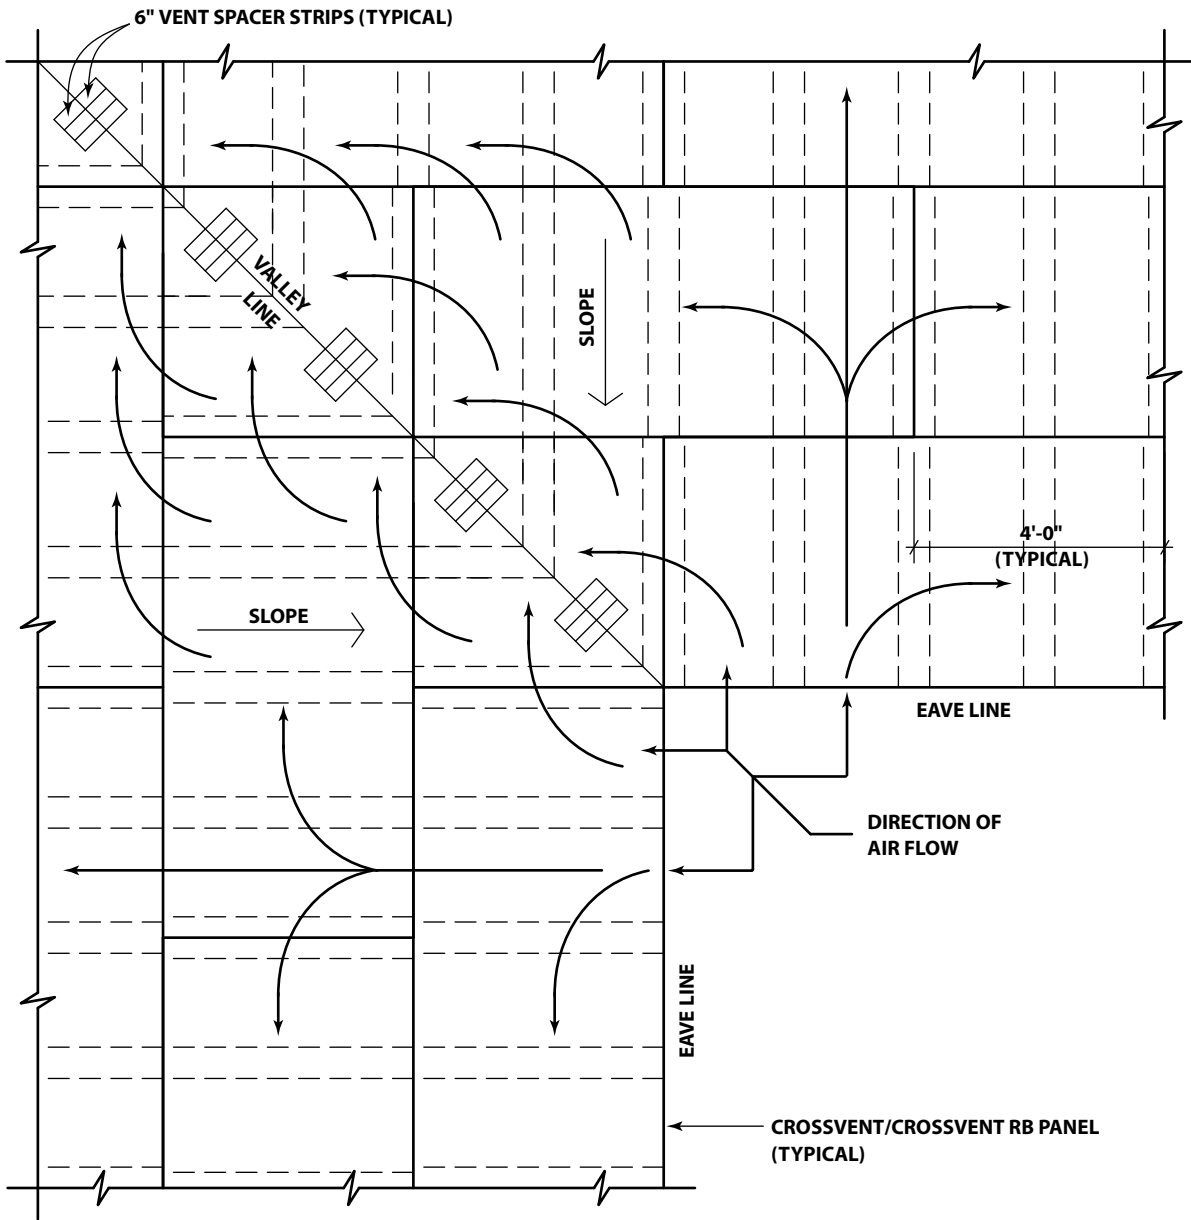 6" VENT SPACER STRIPS (TYPICAL)
VALLEY
LINE
SLOPE
4'-0"
(TYPICAL)
SLOPE
EAVE LINE
DIRECTION OF
AIR FLOW
EAVE LINE
CROSSVENT/CROSSVENT RB PANEL
(TYPICAL)